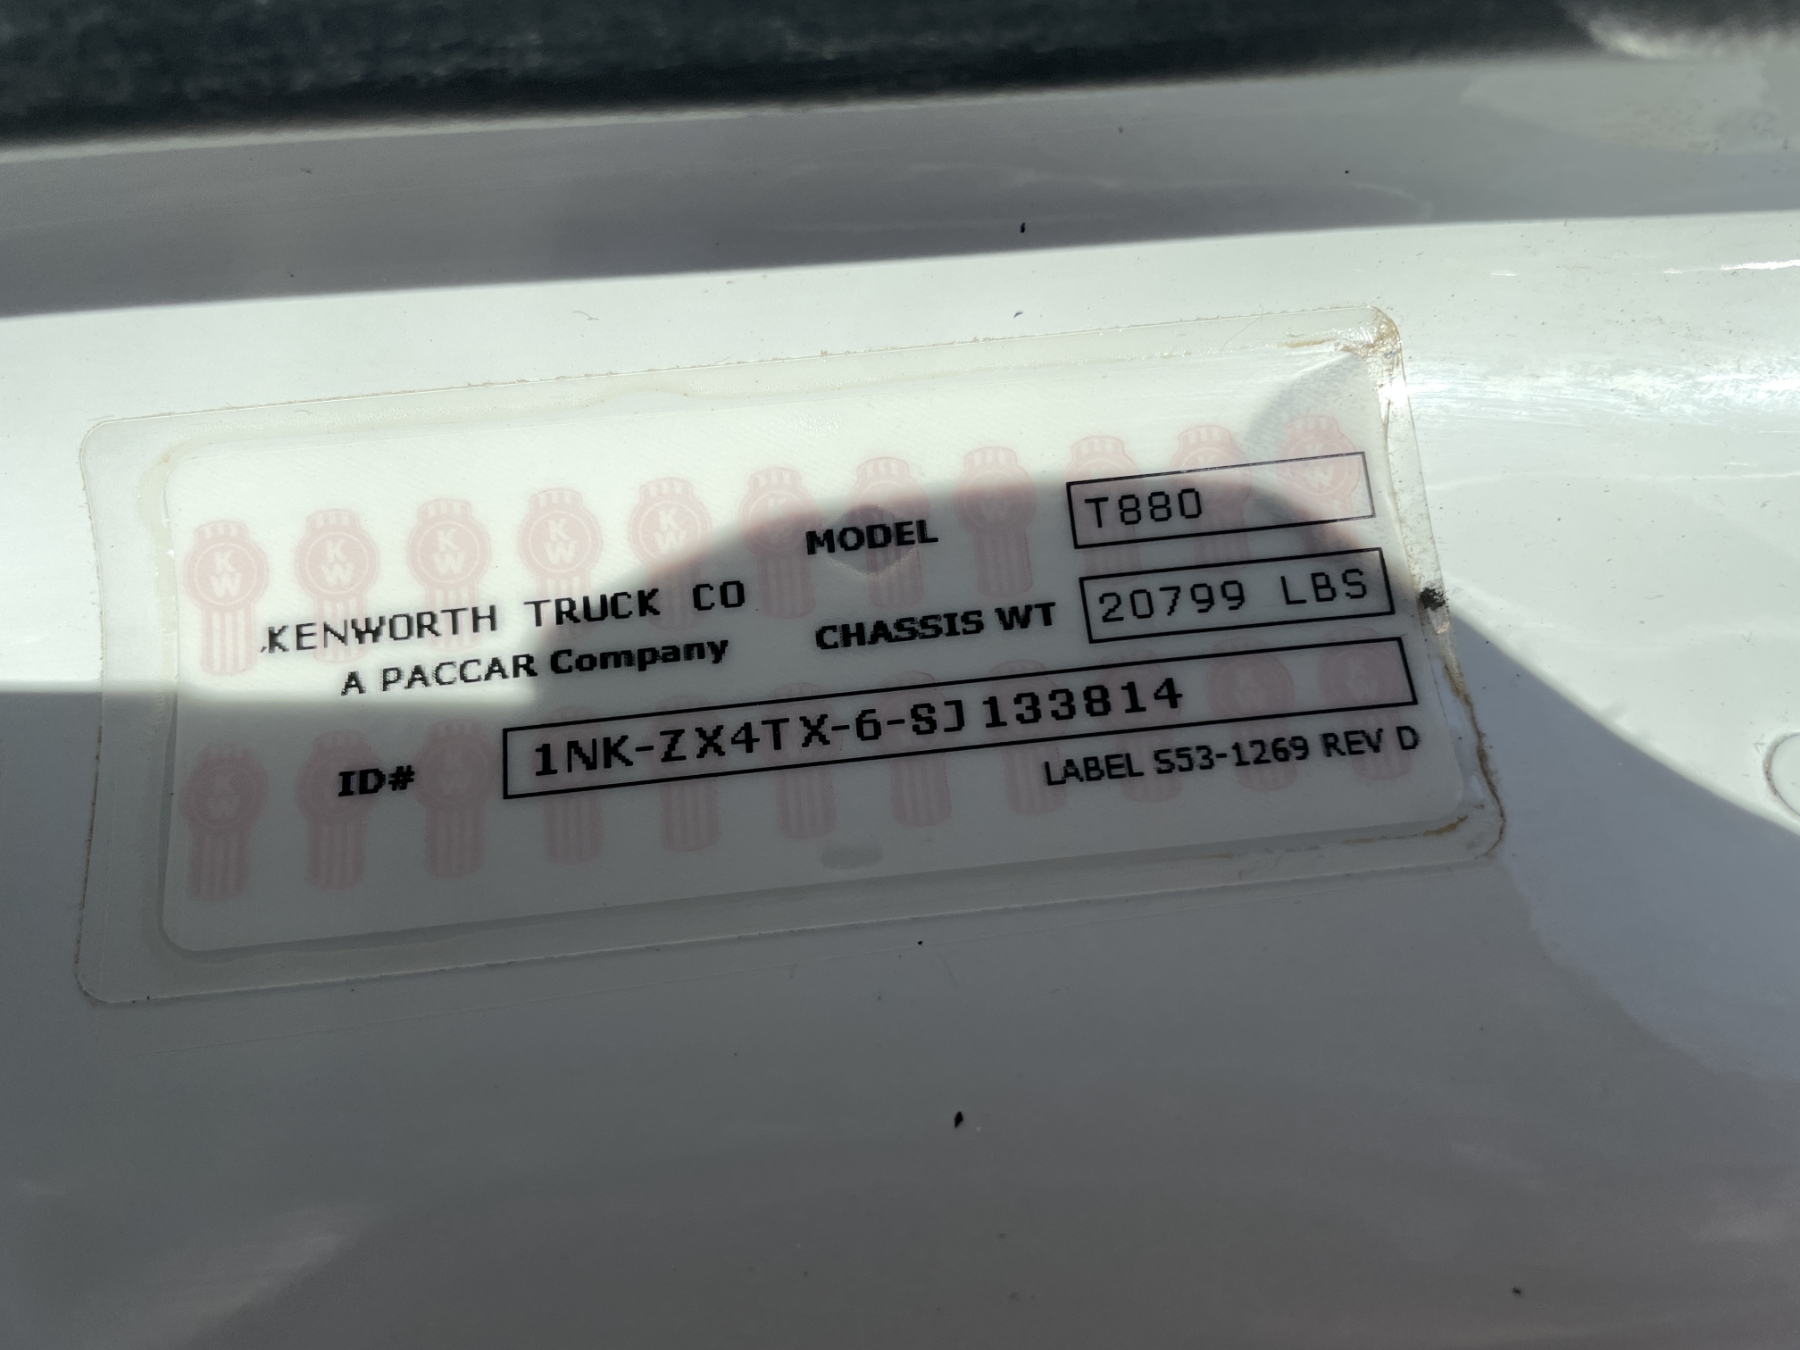 MODEL T880
KENWORTH TRUCK CO
A PACCAR Company
CHASSIS WT 20799 LBS
ID# 1NK-ZX4TX-6-SJ133814
LABEL S53-1269 REV D